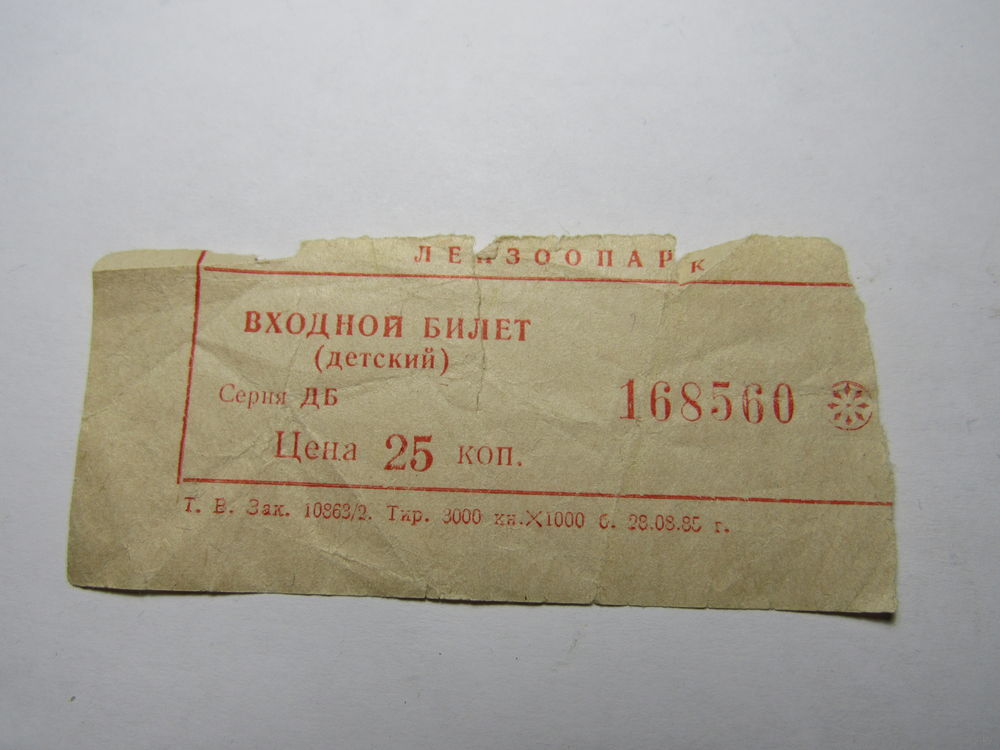 ЛЕНЗООПАРК
ВХОДНОЙ БИЛЕТ
(детский)
Серия ДБ
168560
Цена 25 коп.
Т. В. Зак. 10863/2. Тир. 3000 кн.Х1000 б. 28.08.85 г.